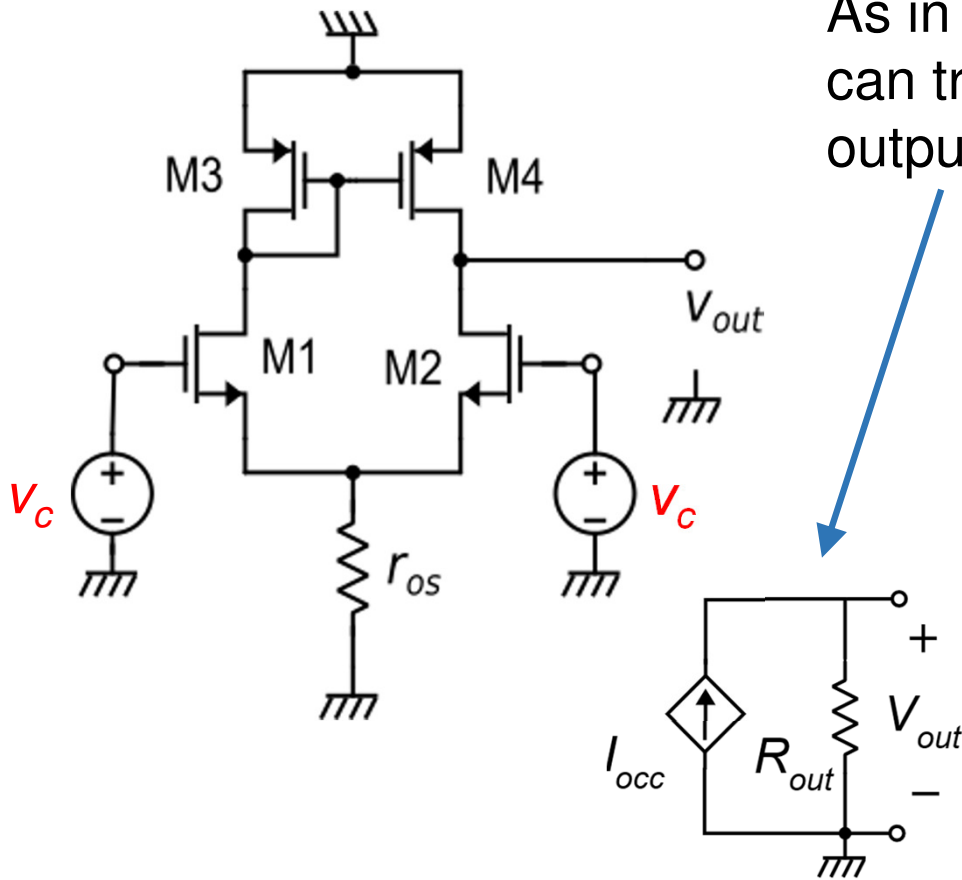 As in
can tr
outpu
M3
M4
v_out
M1
M2
+
−
v_c
+
−
v_c
r_os
+
I_occ
R_out
V_out
−